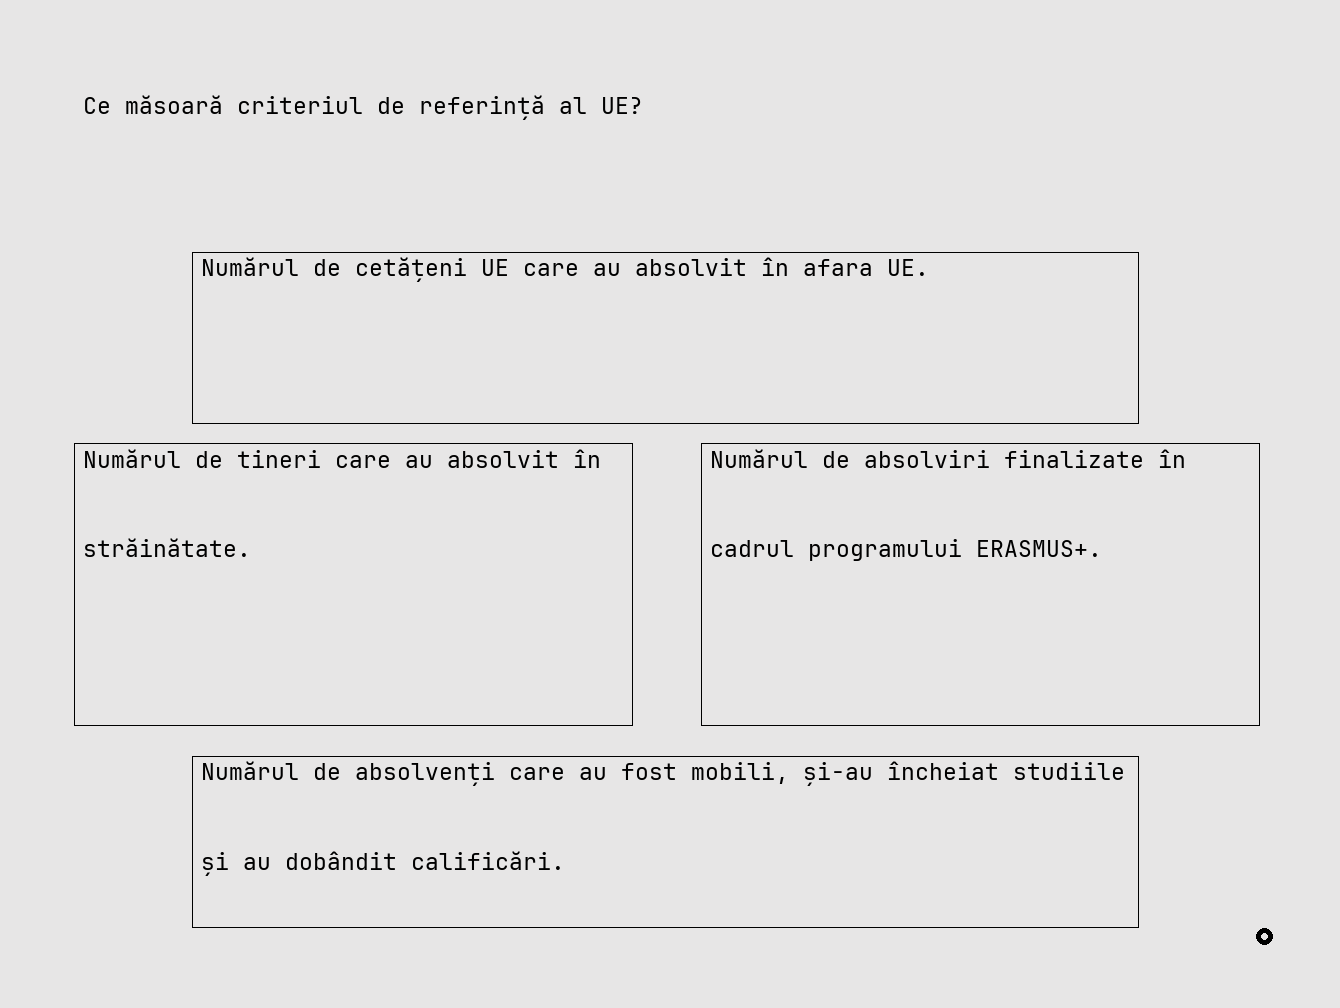 Ce măsoară criteriul de referință al UE?
Numărul de cetățeni UE care au absolvit în afara UE.
Numărul de tineri care au absolvit în
străinătate.
Numărul de absolviri finalizate în
cadrul programului ERASMUS+.
Numărul de absolvenți care au fost mobili, și-au încheiat studiile
și au dobândit calificări.